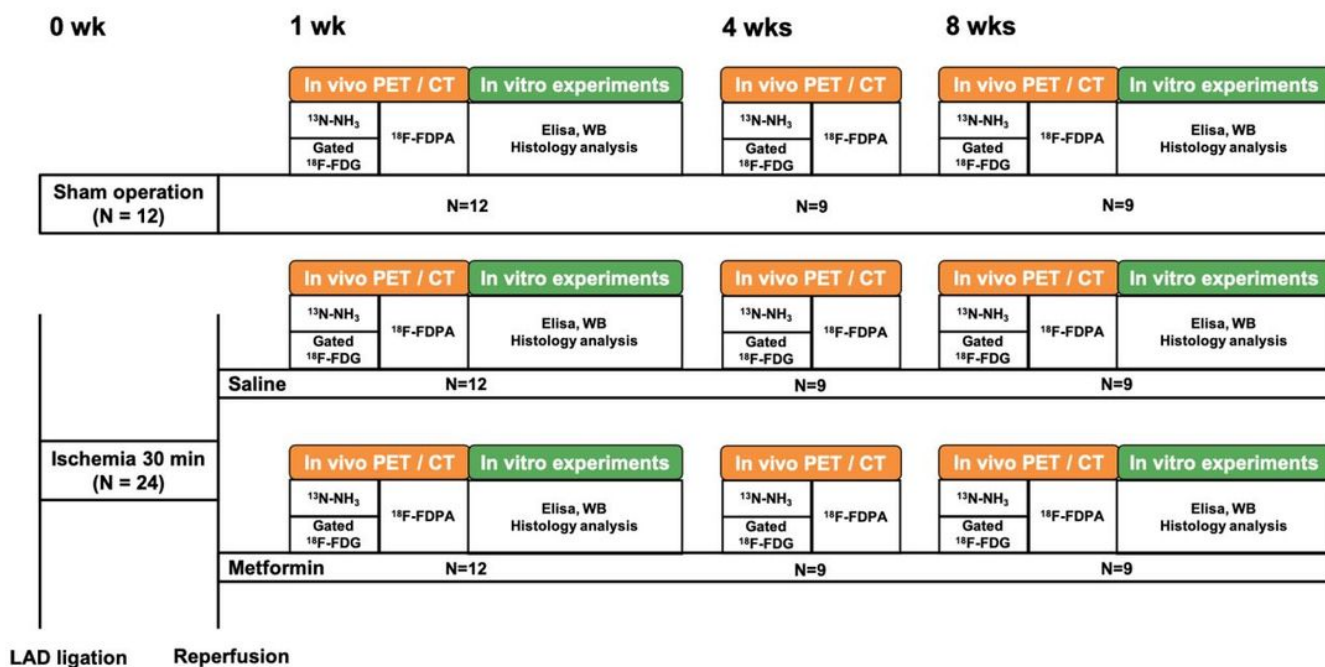 0 wk
1 wk
4 wks
8 wks
In vivo PET / CT
In vitro experiments
In vivo PET / CT
In vivo PET / CT
In vitro experiments
¹³N-NH₃
Gated
¹⁸F-FDG
¹⁸F-FDPA
Elisa, WB
Histology analysis
¹³N-NH₃
Gated
¹⁸F-FDG
¹⁸F-FDPA
¹³N-NH₃
Gated
¹⁸F-FDG
¹⁸F-FDPA
Elisa, WB
Histology analysis
Sham operation
(N = 12)
N=12
N=9
N=9
In vivo PET / CT
In vitro experiments
In vivo PET / CT
In vivo PET / CT
In vitro experiments
¹³N-NH₃
Gated
¹⁸F-FDG
¹⁸F-FDPA
Elisa, WB
Histology analysis
¹³N-NH₃
Gated
¹⁸F-FDG
¹⁸F-FDPA
¹³N-NH₃
Gated
¹⁸F-FDG
¹⁸F-FDPA
Elisa, WB
Histology analysis
Saline
N=12
N=9
N=9
Ischemia 30 min
(N = 24)
In vivo PET / CT
In vitro experiments
In vivo PET / CT
In vivo PET / CT
In vitro experiments
¹³N-NH₃
Gated
¹⁸F-FDG
¹⁸F-FDPA
Elisa, WB
Histology analysis
¹³N-NH₃
Gated
¹⁸F-FDG
¹⁸F-FDPA
¹³N-NH₃
Gated
¹⁸F-FDG
¹⁸F-FDPA
Elisa, WB
Histology analysis
Metformin
N=12
N=9
N=9
LAD ligation
Reperfusion